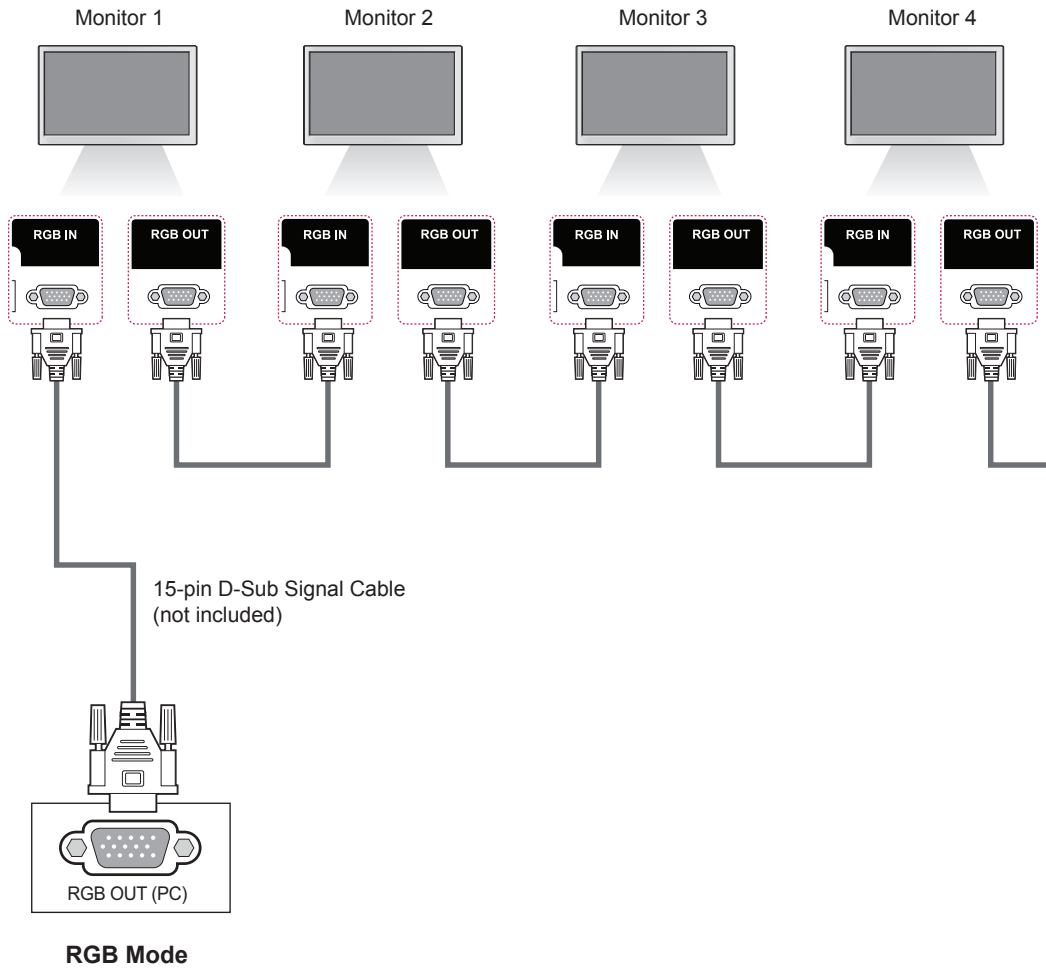 Monitor 1
Monitor 2
Monitor 3
Monitor 4
RGB IN
RGB OUT
RGB IN
RGB OUT
RGB IN
RGB OUT
RGB IN
RGB OUT
15-pin D-Sub Signal Cable
(not included)
RGB OUT (PC)
RGB Mode